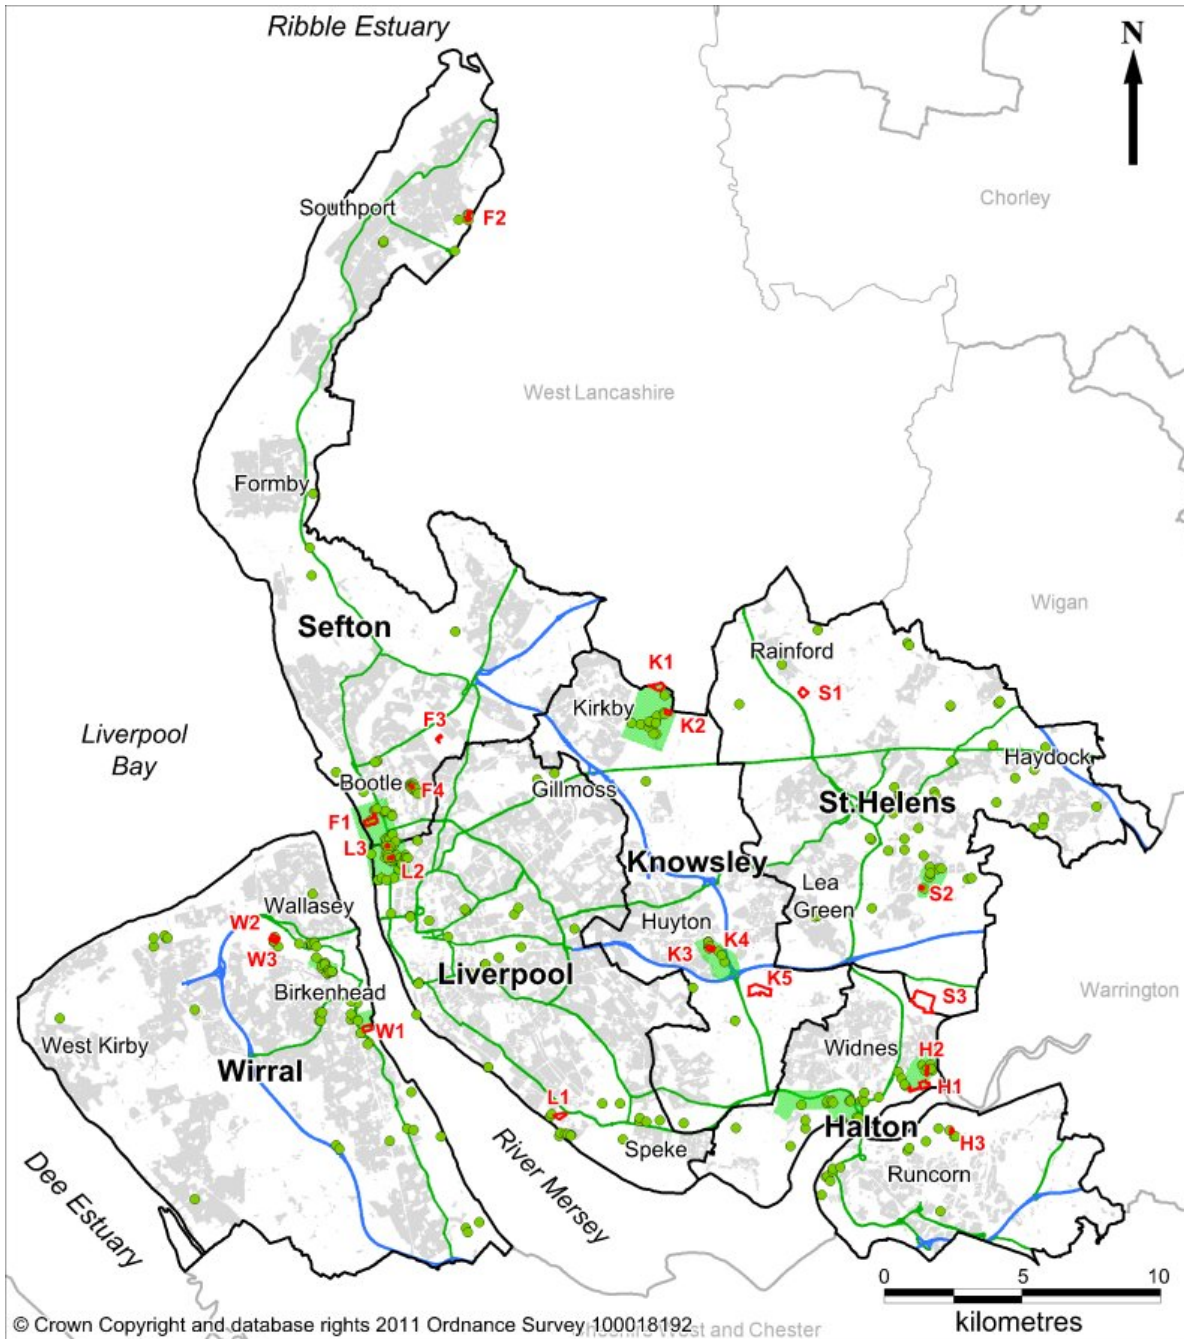 Ribble Estuary
N
Chorley
Southport
F2
West Lancashire
Formby
Wigan
Sefton
Rainford
K1
S1
Kirkby
K2
F3
Liverpool
Bay
Haydock
Bootle
F4
Gillmoss
St.Helens
F1
L3
L2
Knowsley
Lea
Green
S2
Wallasey
W2
Huyton
K4
W3
K3
K5
Liverpool
Birkenhead
S3
Warrington
W1
West Kirby
Widnes
H2
Wirral
H1
L1
Halton
H3
Speke
Runcorn
River Mersey
Dee Estuary
0 5 10
kilometres
© Crown Copyright and database rights 2011 Ordnance Survey 100018192
West and Chester